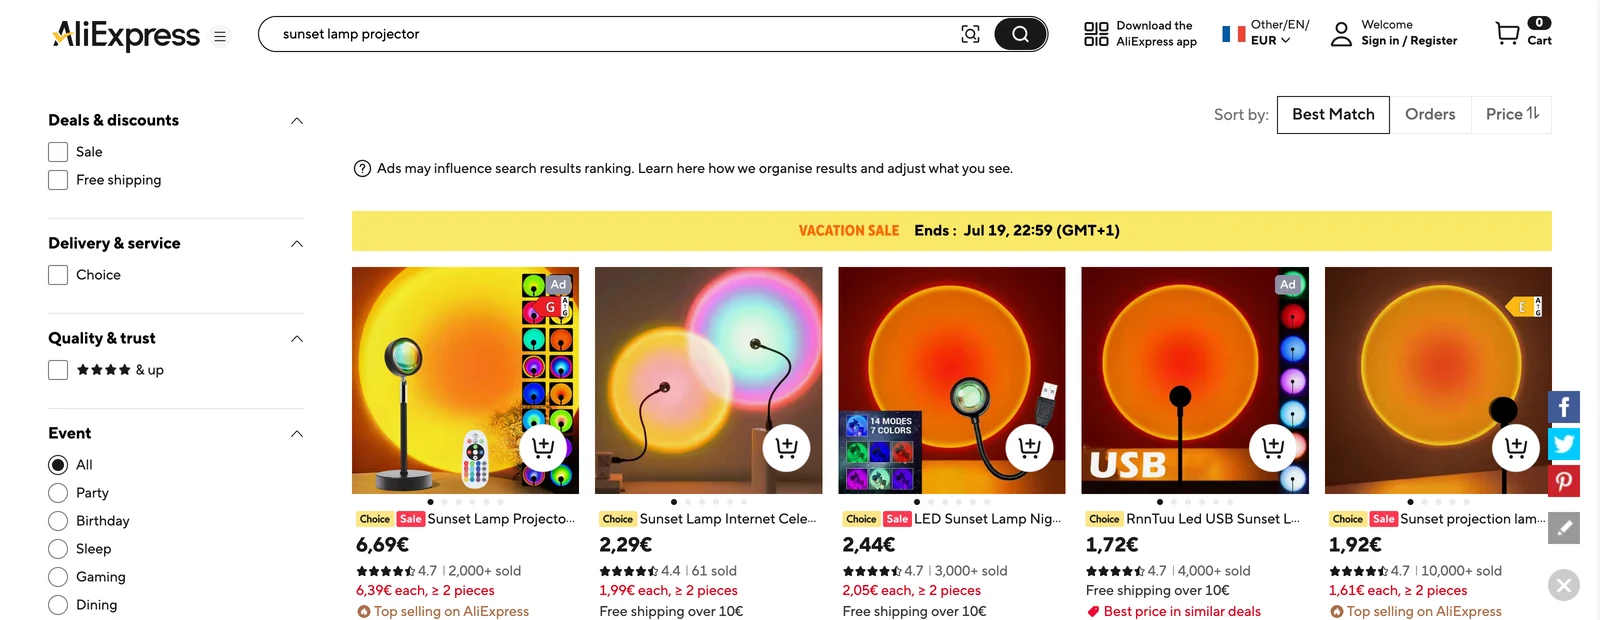 AliExpress
sunset lamp projector
Download the
AliExpress app
Other/EN/
EUR
Welcome
Sign in / Register
0
Cart
Deals & discounts
Sale
Free shipping
Delivery & service
Choice
Quality & trust
& up
Event
All
Party
Birthday
Sleep
Gaming
Dining
Sort by:
Best Match
Orders
Price
Ads may influence search results ranking. Learn here how we organise results and adjust what you see.
VACATION SALE Ends : Jul 19, 22:59 (GMT+1)
Ad
G
A
G
Choice Sale Sunset Lamp Projecto...
6,69€
4.7 | 2,000+ sold
6,39€ each, ≥ 2 pieces
Top selling on AliExpress
Choice Sunset Lamp Internet Cele...
2,29€
4.4 | 61 sold
1,99€ each, ≥ 2 pieces
Free shipping over 10€
14 MODES
7 COLORS
Choice Sale LED Sunset Lamp Nig...
2,44€
4.7 | 3,000+ sold
2,05€ each, ≥ 2 pieces
Free shipping over 10€
Ad
USB
Choice RnnTuu Led USB Sunset L...
1,72€
4.7 | 4,000+ sold
Free shipping over 10€
Best price in similar deals
E
A
G
Choice Sale Sunset projection lam...
1,92€
4.7 | 10,000+ sold
1,61€ each, ≥ 2 pieces
Top selling on AliExpress